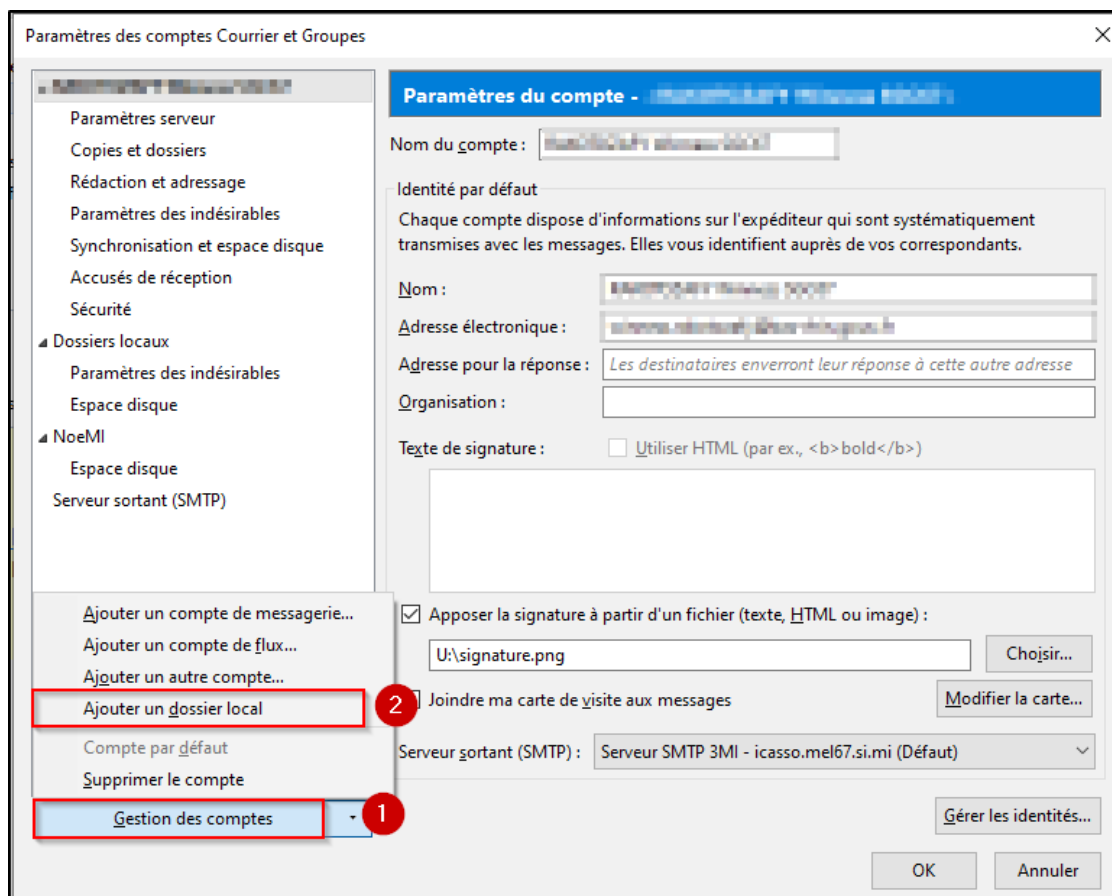 Paramètres des comptes Courrier et Groupes
Paramètres serveur
Copies et dossiers
Rédaction et adressage
Paramètres des indésirables
Synchronisation et espace disque
Accusés de réception
Sécurité
Dossiers locaux
Paramètres des indésirables
Espace disque
NoeMI
Espace disque
Serveur sortant (SMTP)
Ajouter un compte de messagerie...
Ajouter un compte de flux...
Ajouter un autre compte...
Ajouter un dossier local
2
Compte par défaut
Supprimer le compte
Gestion des comptes
1
Paramètres du compte -
Nom du compte :
Identité par défaut
Chaque compte dispose d'informations sur l'expéditeur qui sont systématiquement
transmises avec les messages. Elles vous identifient auprès de vos correspondants.
Nom :
Adresse électronique :
Adresse pour la réponse : Les destinataires enverront leur réponse à cette autre adresse
Organisation :
Texte de signature : Utiliser HTML (par ex., <b>bold</b>)
Apposer la signature à partir d'un fichier (texte, HTML ou image) :
U:\signature.png Choisir...
Joindre ma carte de visite aux messages Modifier la carte...
Serveur sortant (SMTP) : Serveur SMTP 3MI - icasso.mel67.si.mi (Défaut)
Gérer les identités...
OK Annuler